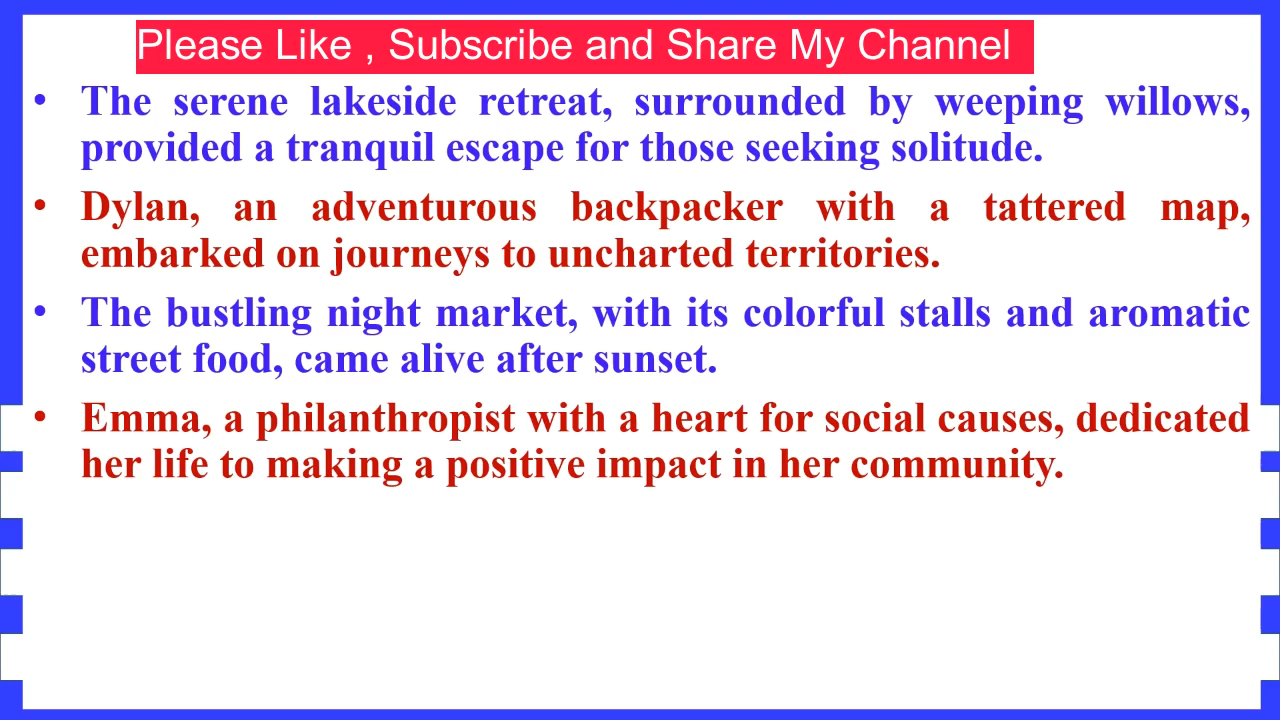 Please Like , Subscribe and Share My Channel
• The serene lakeside retreat, surrounded by weeping willows,
provided a tranquil escape for those seeking solitude.
• Dylan, an adventurous backpacker with a tattered map,
embarked on journeys to uncharted territories.
• The bustling night market, with its colorful stalls and aromatic
street food, came alive after sunset.
• Emma, a philanthropist with a heart for social causes, dedicated
her life to making a positive impact in her community.